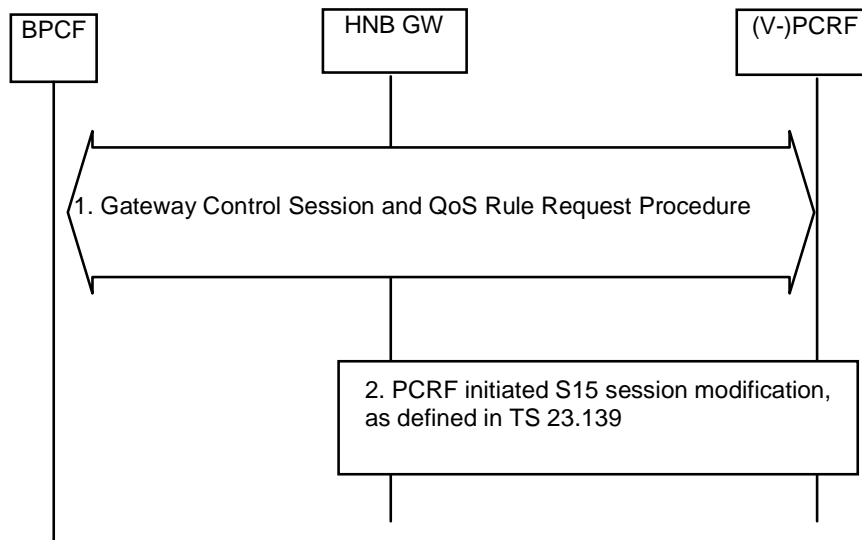 BPCF
HNB GW
(V-)PCRF
1. Gateway Control Session and QoS Rule Request Procedure
2. PCRF initiated S15 session modification,
as defined in TS 23.139